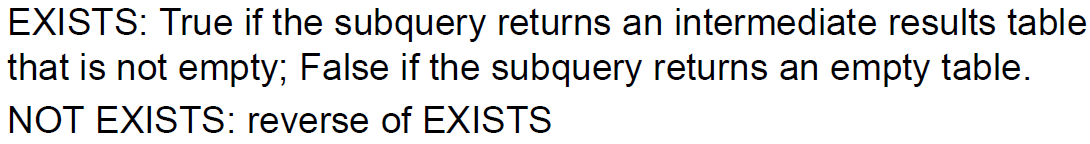 EXISTS: True if the subquery returns an intermediate results table
that is not empty; False if the subquery returns an empty table.
NOT EXISTS: reverse of EXISTS